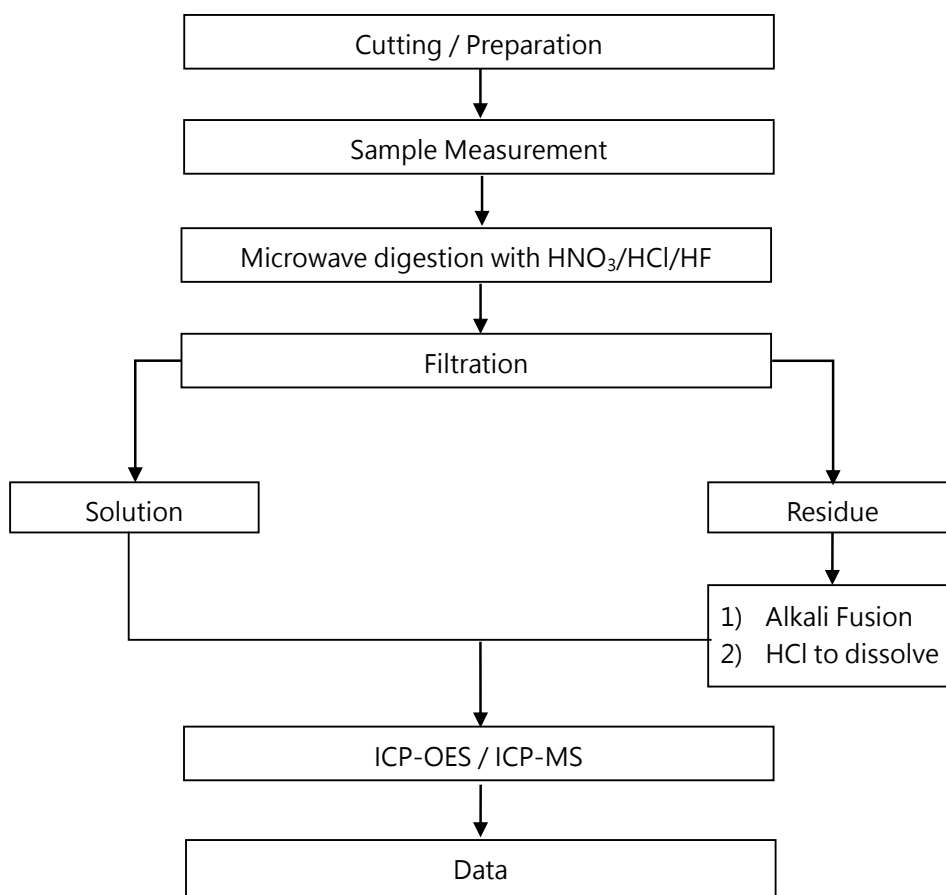 Cutting / Preparation
Sample Measurement
Microwave digestion with HNO₃/HCl/HF
Filtration
Solution
Residue
1) Alkali Fusion
2) HCl to dissolve
ICP-OES / ICP-MS
Data